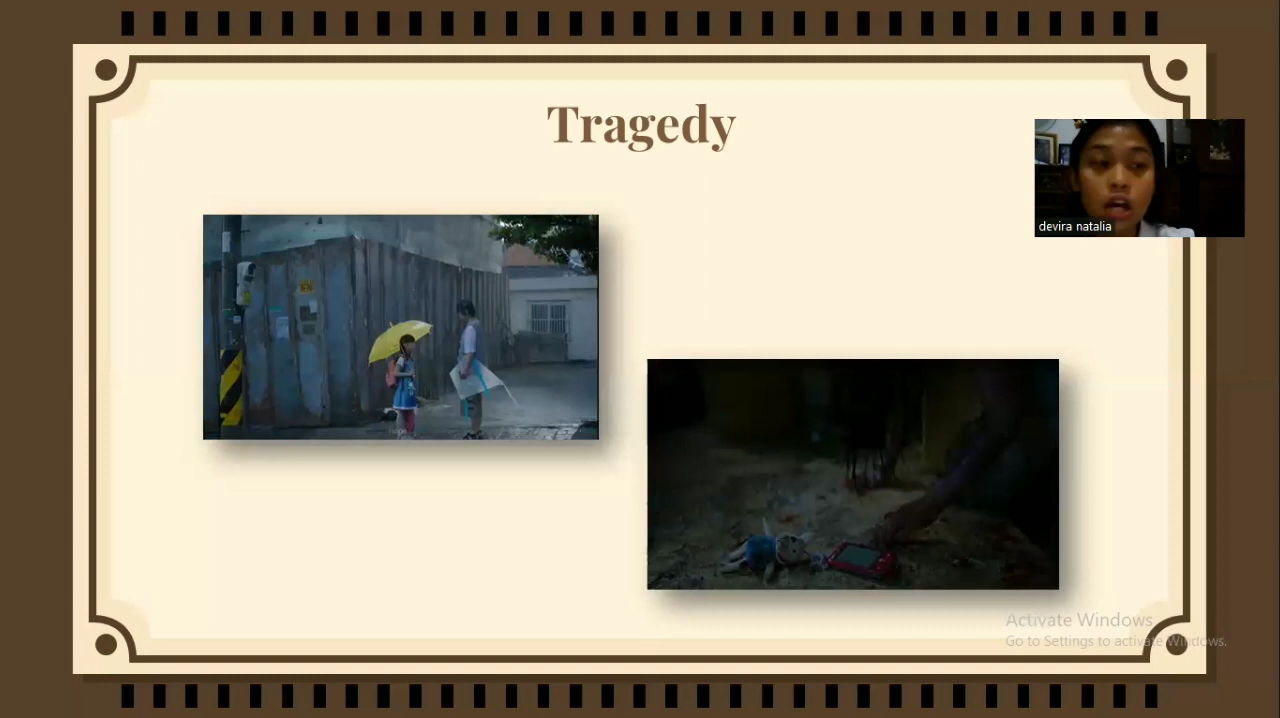 Tragedy
devira natalia
Activate Windows
Go to Settings to activate Windows.